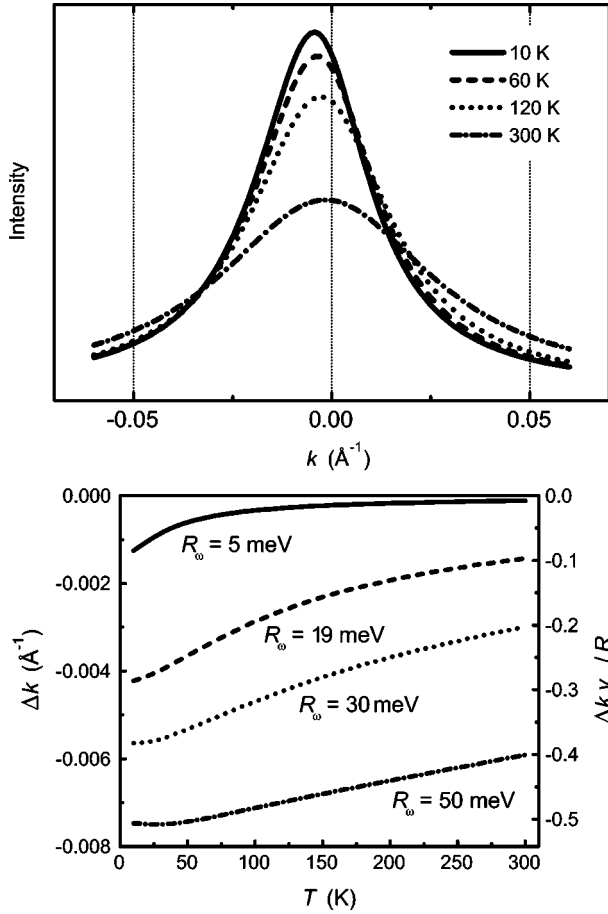 10 K
60 K
120 K
300 K
Intensity
-0.05
0.00
0.05
k (Å⁻¹)
0.000
-0.002
-0.004
-0.006
-0.008
Δk (Å⁻¹)
R_ω = 5 meV
R_ω = 19 meV
R_ω = 30 meV
R_ω = 50 meV
0.0
-0.1
-0.2
-0.3
-0.4
-0.5
0
50
100
150
200
250
300
T (K)